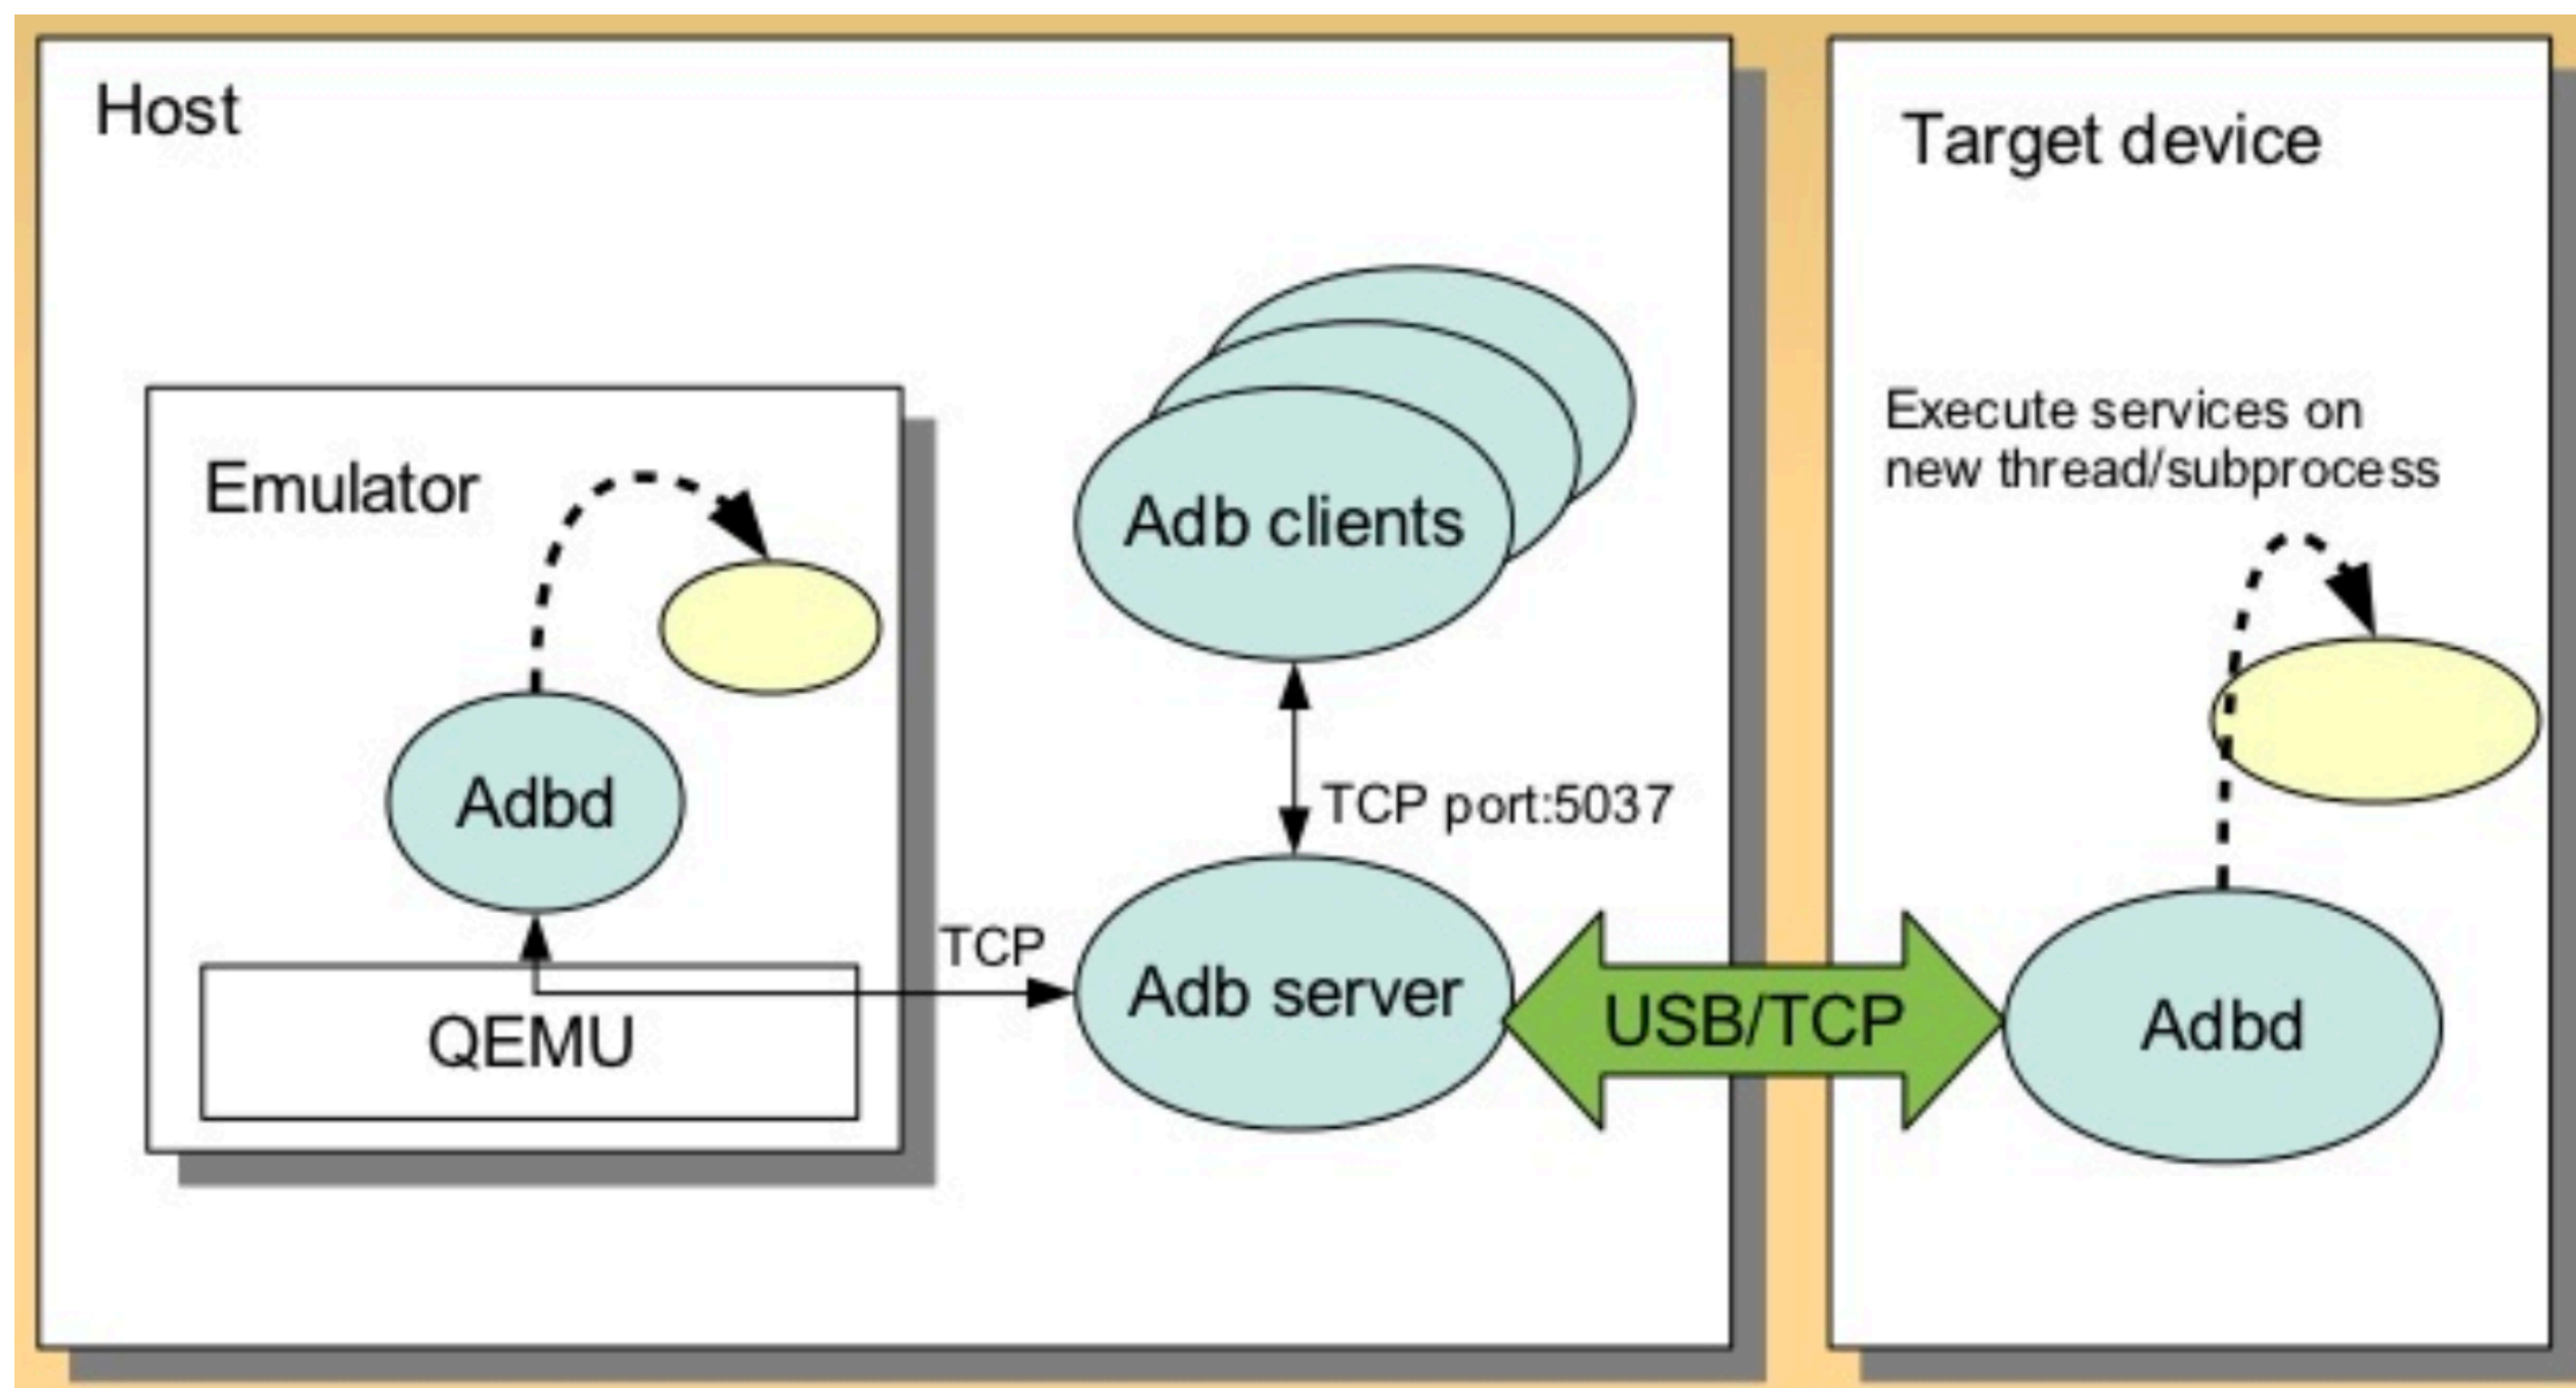 Host
Target device
Execute services on
new thread/subprocess
Emulator
Adb clients
Adbd
TCP port:5037
TCP
QEMU
Adb server
USB/TCP
Adbd